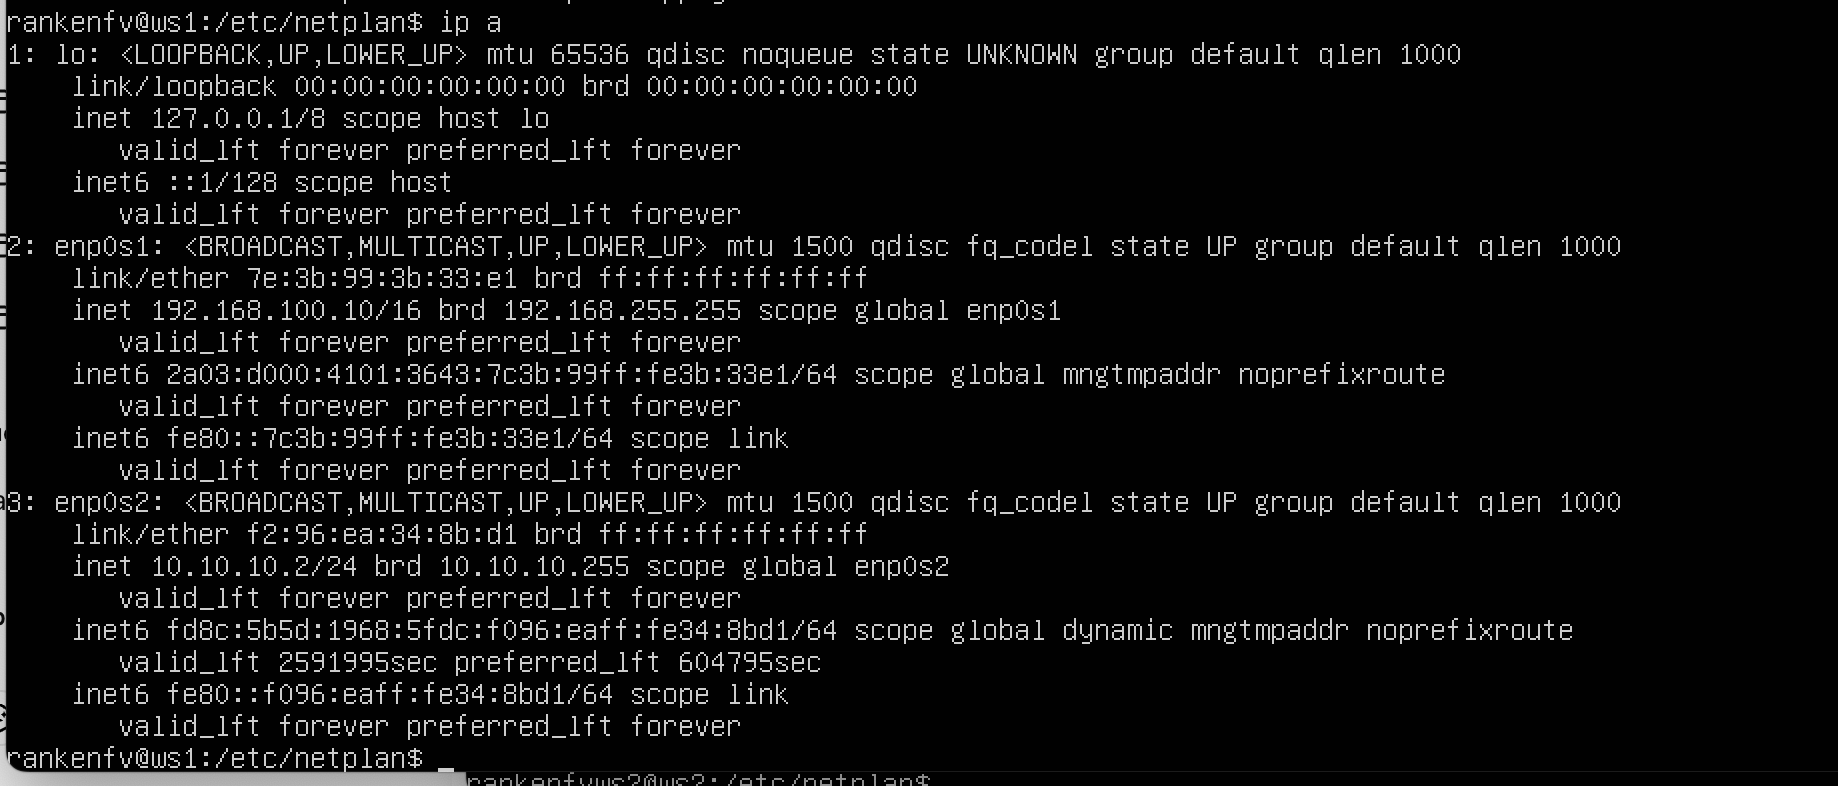 rankenfv@ws1:/etc/netplan$ ip a
1: lo: <LOOPBACK,UP,LOWER_UP> mtu 65536 qdisc noqueue state UNKNOWN group default qlen 1000
    link/loopback 00:00:00:00:00:00 brd 00:00:00:00:00:00
    inet 127.0.0.1/8 scope host lo
       valid_lft forever preferred_lft forever
    inet6 ::1/128 scope host
       valid_lft forever preferred_lft forever
2: enp0s1: <BROADCAST,MULTICAST,UP,LOWER_UP> mtu 1500 qdisc fq_codel state UP group default qlen 1000
    link/ether 7e:3b:99:3b:33:e1 brd ff:ff:ff:ff:ff:ff
    inet 192.168.100.10/16 brd 192.168.255.255 scope global enp0s1
       valid_lft forever preferred_lft forever
    inet6 2a03:d000:4101:3643:7c3b:99ff:fe3b:33e1/64 scope global mngtmpaddr noprefixroute
       valid_lft forever preferred_lft forever
    inet6 fe80::7c3b:99ff:fe3b:33e1/64 scope link
       valid_lft forever preferred_lft forever
3: enp0s2: <BROADCAST,MULTICAST,UP,LOWER_UP> mtu 1500 qdisc fq_codel state UP group default qlen 1000
    link/ether f2:96:ea:34:8b:d1 brd ff:ff:ff:ff:ff:ff
    inet 10.10.10.2/24 brd 10.10.10.255 scope global enp0s2
       valid_lft forever preferred_lft forever
    inet6 fd8c:5b5d:1968:5fdc:f096:eaff:fe34:8bd1/64 scope global dynamic mngtmpaddr noprefixroute
       valid_lft 2591995sec preferred_lft 604795sec
    inet6 fe80::f096:eaff:fe34:8bd1/64 scope link
       valid_lft forever preferred_lft forever
rankenfv@ws1:/etc/netplan$ _
rankenfvws2@ws2:/etc/netplan$